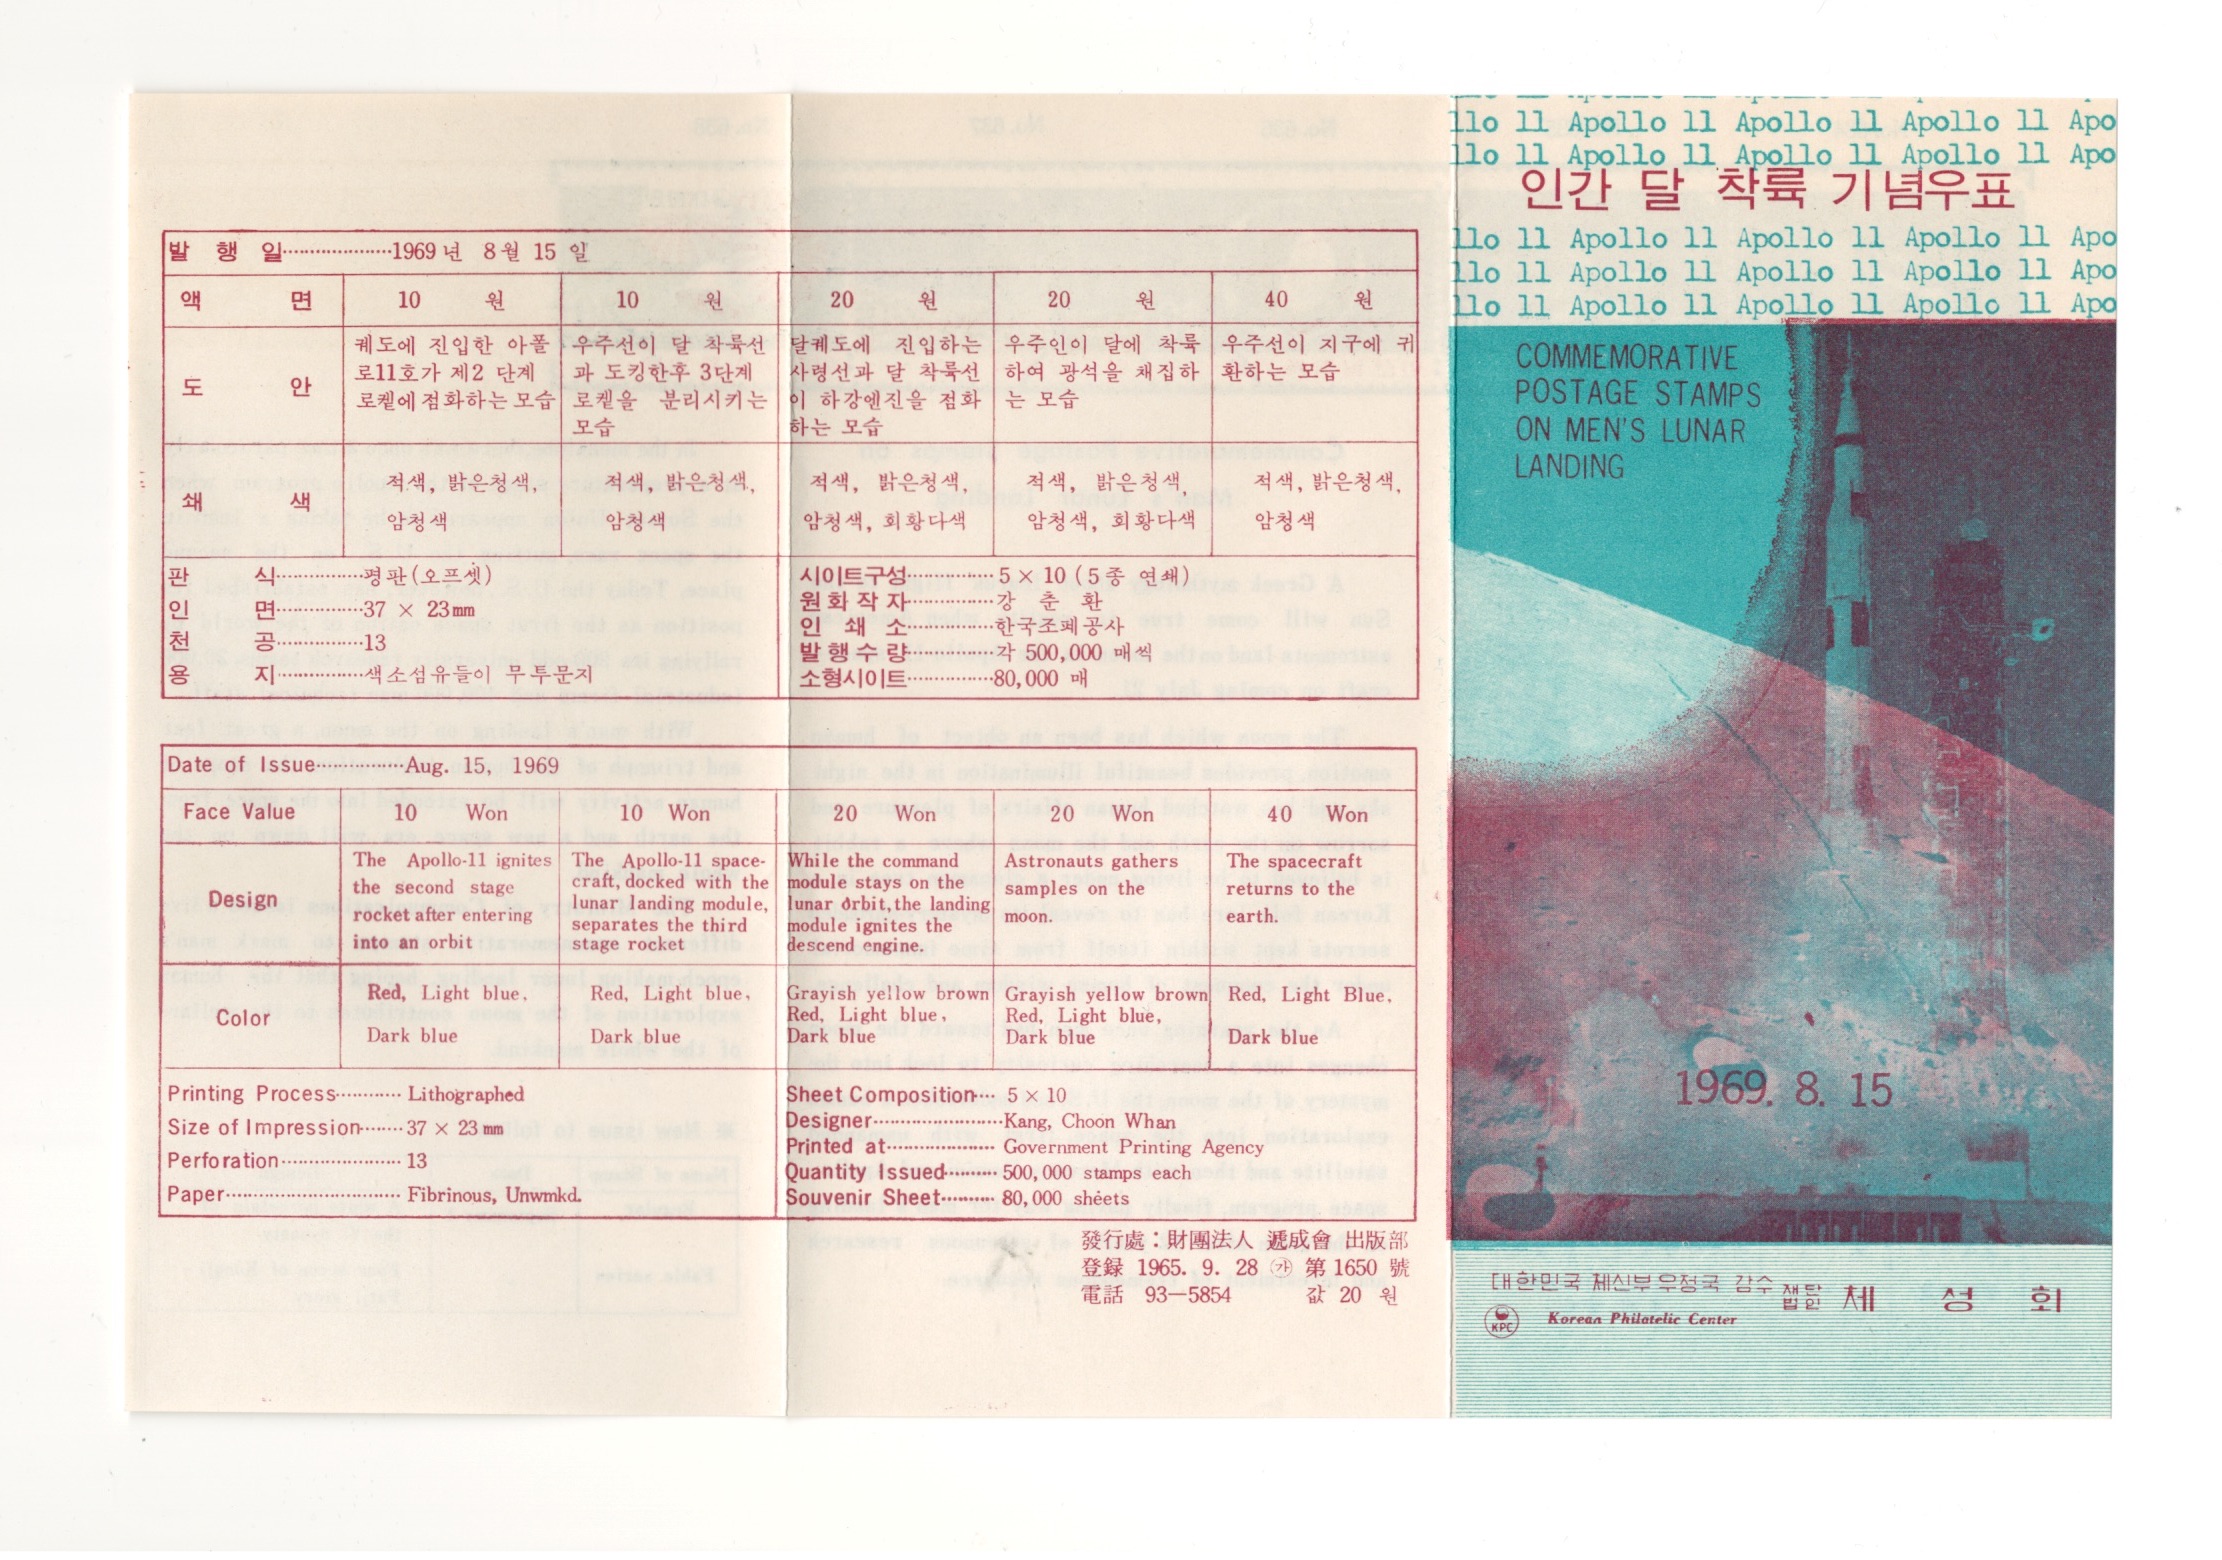 발 행 일··················1969년 8월 15일
액 면 10 원 10 원 20 원 20 원 40 원
도 안
궤도에 진입한 아폴
로11호가 제2 단계
로켙에 점화하는 모습
우주선이 달 착륙선
과 도킹한후 3단계
로켙을 분리시키는
모습
달궤도에 진입하는
사령선과 달 착륙선
이 하강엔진을 점화
하는 모습
우주인이 달에 착륙
하여 광석을 채집하
는 모습
우주선이 지구에 귀
환하는 모습
쇄 색
적색, 밝은청색,
암청색
적색, 밝은청색,
암청색
적색, 밝은청색,
암청색, 회황다색
적색, 밝은청색,
암청색, 회황다색
적색, 밝은청색,
암청색
판 식··············평판(오프셋)
인 면··············37 × 23㎜
천 공··············13
용 지··············색소섬유들이 무투문지
시이트구성··············5 × 10 (5종 연쇄)
원화작자··············강 춘 환
인 쇄 소··············한국조폐공사
발행수량··············각 500,000 매씩
소형시이트··············80,000 매
Date of Issue··············Aug. 15, 1969
Face Value 10 Won 10 Won 20 Won 20 Won 40 Won
Design
The Apollo-11 ignites
the second stage
rocket after entering
into an orbit
The Apollo-11 space-
craft, docked with the
lunar landing module,
separates the third
stage rocket
While the command
module stays on the
lunar orbit, the landing
module ignites the
descend engine.
Astronauts gathers
samples on the
moon.
The spacecraft
returns to the
earth.
Color
Red, Light blue,
Dark blue
Red, Light blue,
Dark blue
Grayish yellow brown
Red, Light blue,
Dark blue
Grayish yellow brown
Red, Light blue,
Dark blue
Red, Light Blue,
Dark blue
Printing Process············Lithographed
Size of Impression·······37 × 23㎜
Perforation······················13
Paper································Fibrinous, Unwmkd.
Sheet Composition····5 × 10
Designer························Kang, Choon Whan
Printed at····················Government Printing Agency
Quantity Issued··········500,000 stamps each
Souvenir Sheet··········80,000 sheets
發行處：財團法人 遞成會 出版部
登録 1965. 9. 28 ㉮ 第 1650 號
電話 93—5854 값 20 원
llo 11 Apollo 11 Apollo 11 Apollo 11 Apo
llo 11 Apollo 11 Apollo 11 Apollo 11 Apo
인간 달 착륙 기념우표
llo 11 Apollo 11 Apollo 11 Apollo 11 Apo
llo 11 Apollo 11 Apollo 11 Apollo 11 Apo
llo 11 Apollo 11 Apollo 11 Apollo 11 Apo
COMMEMORATIVE
POSTAGE STAMPS
ON MEN'S LUNAR
LANDING
1969. 8. 15
대한민국 체신부우정국 감수 재단법인 체 성 회
KPC Korean Philatelic Center